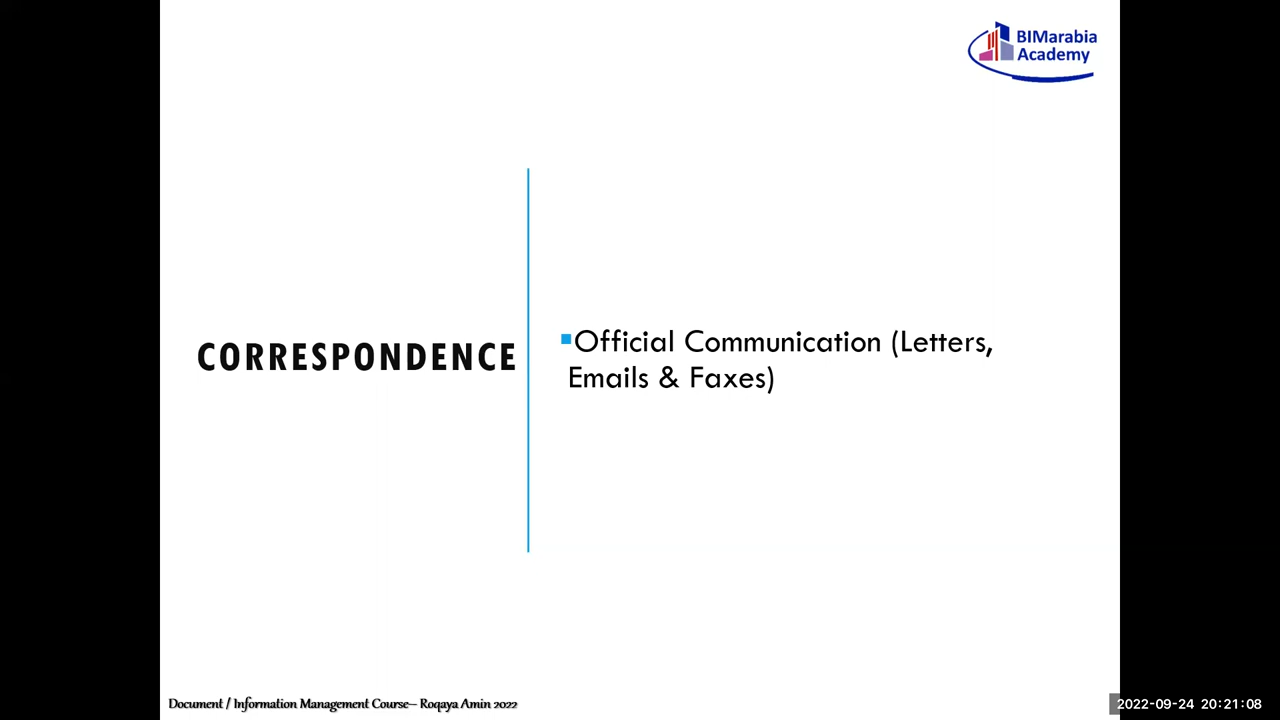 BIMarabia
Academy
CORRESPONDENCE
▪Official Communication (Letters,
Emails & Faxes)
Document / Information Management Course– Roqaya Amin 2022
2022-09-24 20:21:08